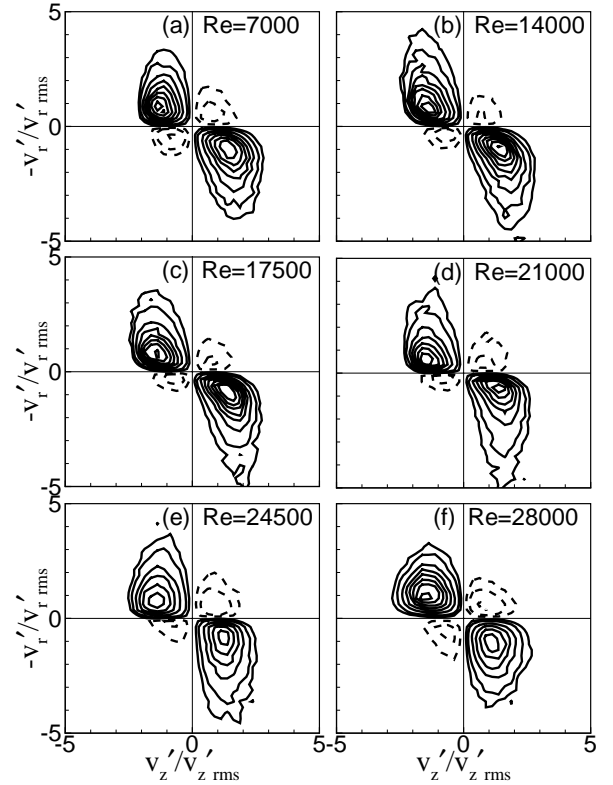 (a) Re=7000
(b) Re=14000
5
0
-5
-v_r'/v_r' rms
(c) Re=17500
(d) Re=21000
5
0
-5
-v_r'/v_r' rms
(e) Re=24500
(f) Re=28000
5
0
-5
-v_r'/v_r' rms
-5 0 5 0 5
v_z'/v_z' rms
v_z'/v_z' rms